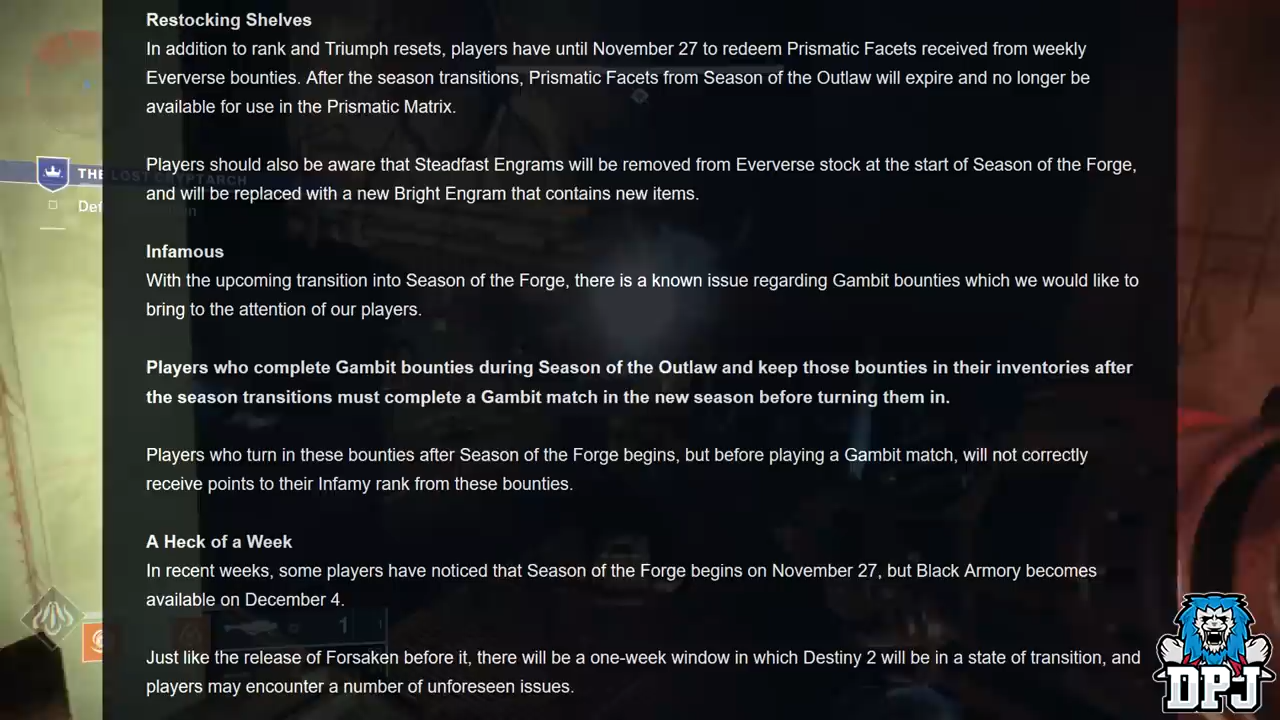 Restocking Shelves
In addition to rank and Triumph resets, players have until November 27 to redeem Prismatic Facets received from weekly
Eververse bounties. After the season transitions, Prismatic Facets from Season of the Outlaw will expire and no longer be
available for use in the Prismatic Matrix.
Players should also be aware that Steadfast Engrams will be removed from Eververse stock at the start of Season of the Forge,
THE LOST CRYPTARCH
and will be replaced with a new Bright Engram that contains new items.
Infamous
With the upcoming transition into Season of the Forge, there is a known issue regarding Gambit bounties which we would like to
bring to the attention of our players.
Players who complete Gambit bounties during Season of the Outlaw and keep those bounties in their inventories after
the season transitions must complete a Gambit match in the new season before turning them in.
Players who turn in these bounties after Season of the Forge begins, but before playing a Gambit match, will not correctly
receive points to their Infamy rank from these bounties.
A Heck of a Week
In recent weeks, some players have noticed that Season of the Forge begins on November 27, but Black Armory becomes
available on December 4.
1
Just like the release of Forsaken before it, there will be a one-week window in which Destiny 2 will be in a state of transition, and
players may encounter a number of unforeseen issues.
DPJ